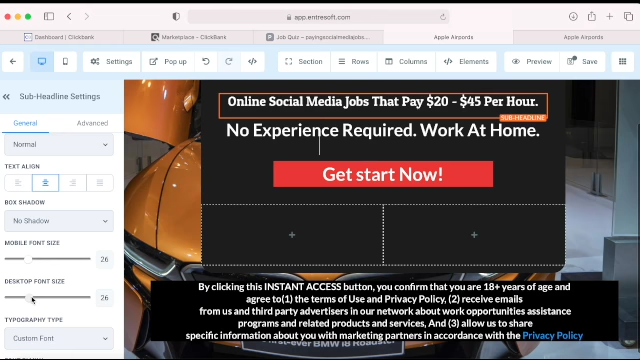 app.entresoft.com
Dashboard | Clickbank
Marketplace - ClickBank
Job Quiz – payingsocialmediajobs...
Apple Airpords
Apple Airpords
Settings
Pop up
Section
Rows
Columns
Elements
Preview
Save
Sub-Headline Settings
General
Advanced
Normal
TEXT ALIGN
BOX SHADOW
No Shadow
MOBILE FONT SIZE
26
DESKTOP FONT SIZE
26
TYPOGRAPHY TYPE
Custom Font
Online Social Media Jobs That Pay $20 - $45 Per Hour.
SUB-HEADLINE
No Experience Required. Work At Home.
Get start Now!
By clicking this INSTANT ACCESS button, you confirm that you are 18+ years of age and
agree to(1) the terms of Use and Privacy Policy, (2) receive emails
from us and third party advertisers in our network about work opportunities assistance
programs and related products and services, And (3) allow us to share
specific information about you with marketing partners in accordance with the Privacy Policy